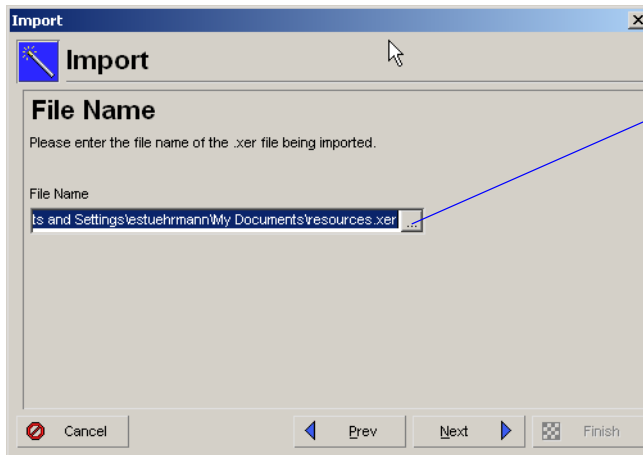 Import
Import
File Name
Please enter the file name of the .xer file being imported.
File Name
ts and Settings\estuehrmann\My Documents\resources.xer ...
Cancel
Prev
Next
Finish